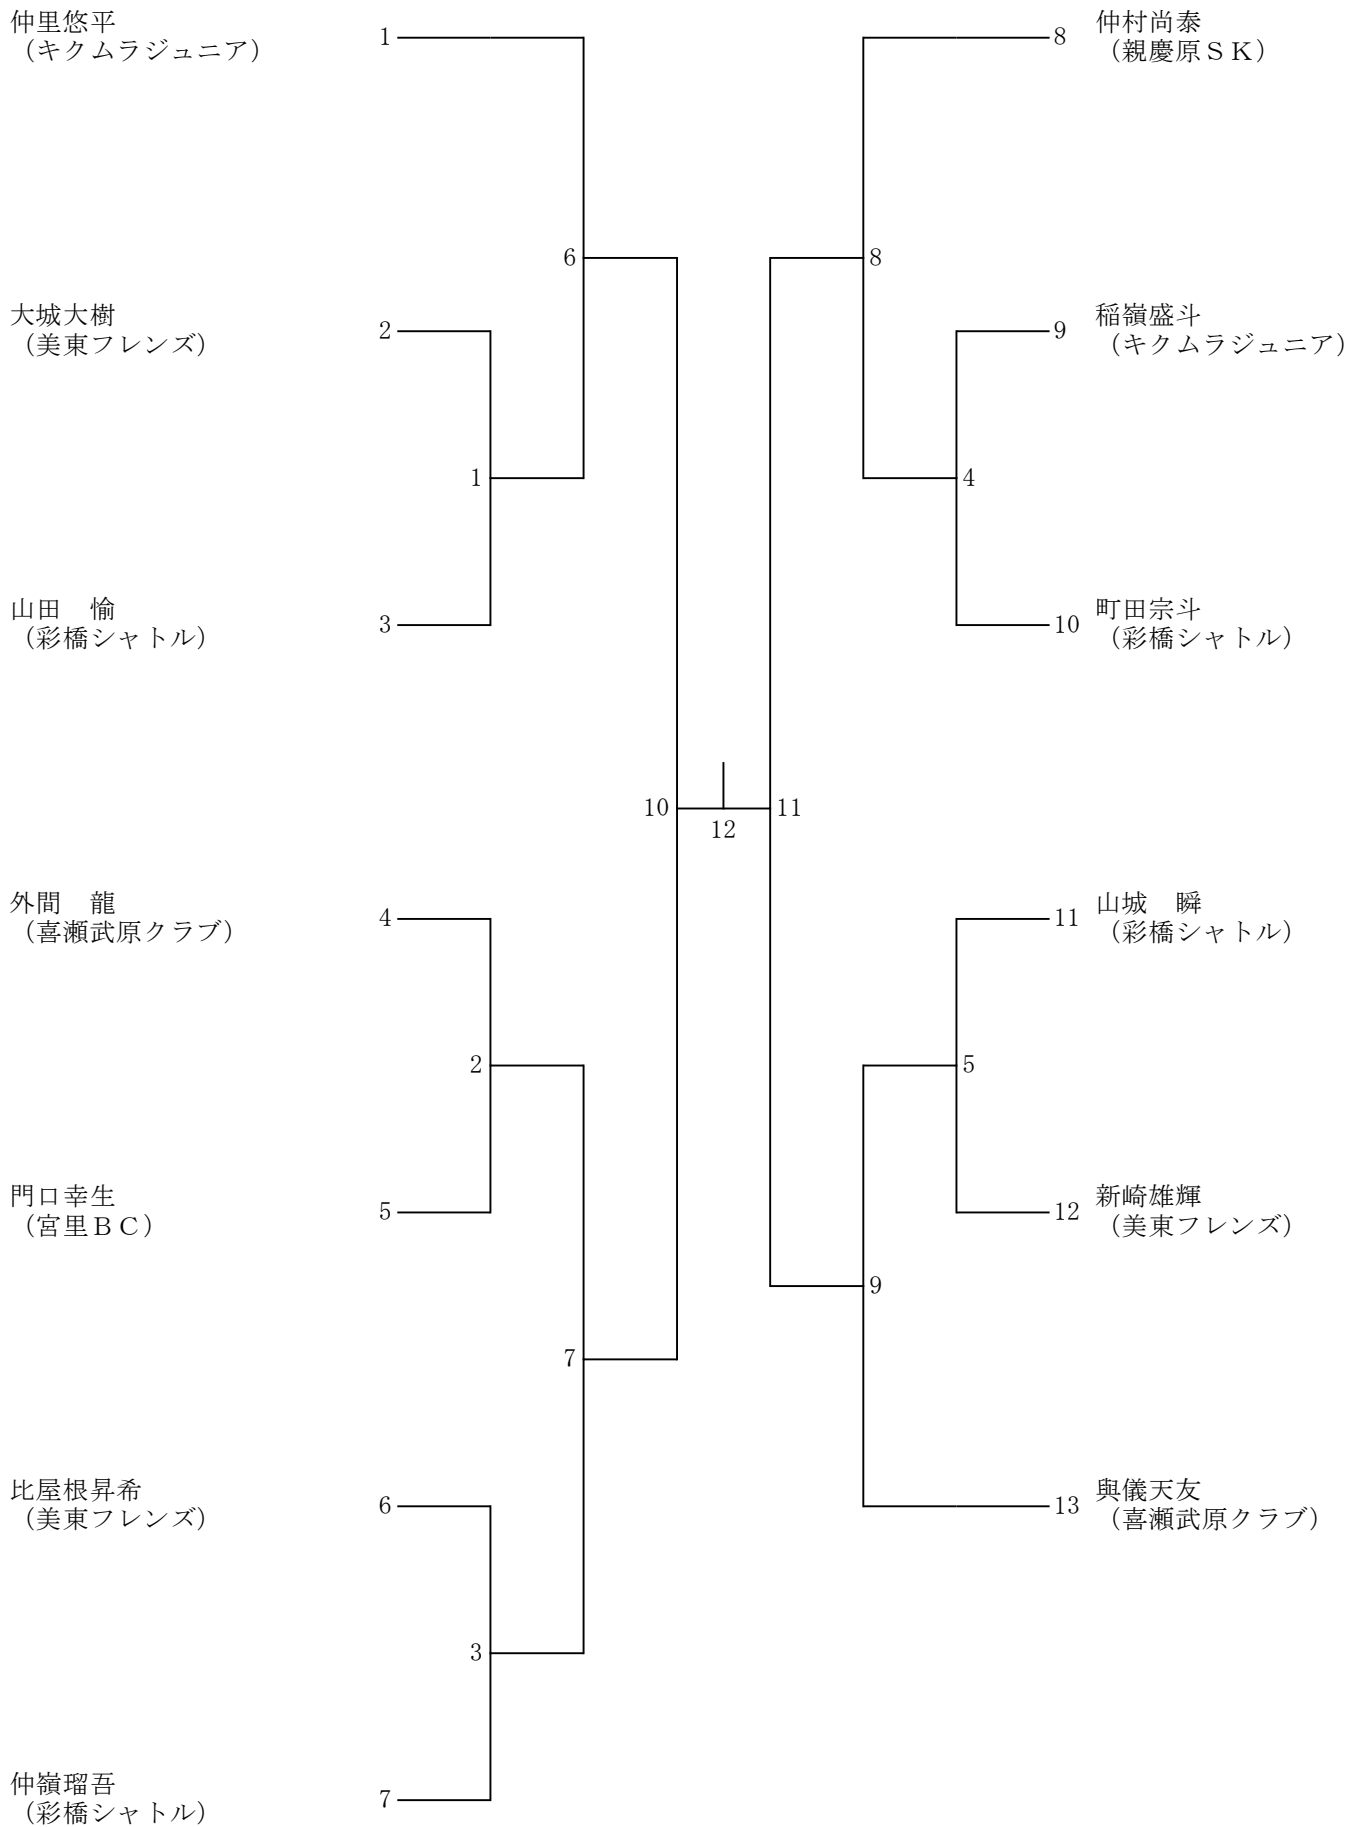 仲里悠平
（キクムラジュニア）
1
大城大樹
（美東フレンズ）
2
山田　愉
（彩橋シャトル）
3
外間　龍
（喜瀬武原クラブ）
4
門口幸生
（宮里ＢＣ）
5
比屋根昇希
（美東フレンズ）
6
仲嶺瑠吾
（彩橋シャトル）
7
1
2
3
6
7
10
12
11
8
9
4
5
8
仲村尚泰
（親慶原ＳＫ）
9
稲嶺盛斗
（キクムラジュニア）
10
町田宗斗
（彩橋シャトル）
11
山城　瞬
（彩橋シャトル）
12
新崎雄輝
（美東フレンズ）
13
與儀天友
（喜瀬武原クラブ）